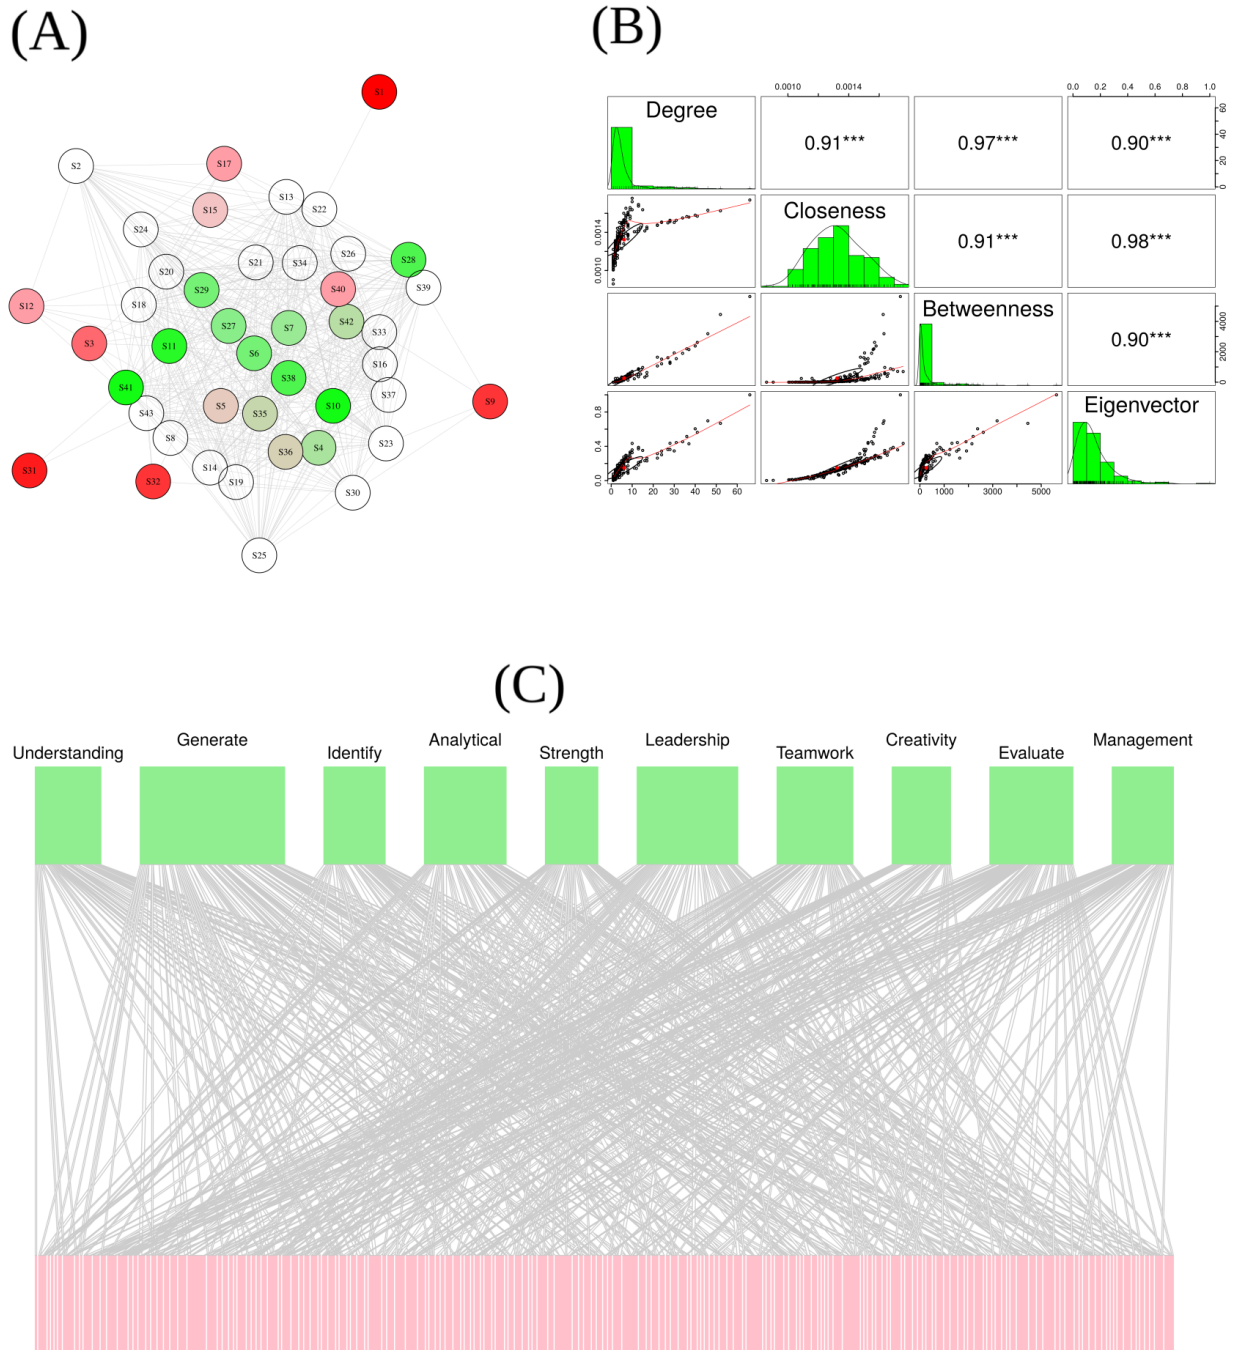 (A)
(B)
S1
S2
S17
S13
S15
S22
S24
S26
S21
S34
S28
S20
S29
S40
S39
S12
S18
S42
S27
S7
S33
S3
S11
S6
S16
S38
S41
S37
S9
S5
S10
S43
S35
S8
S23
S4
S36
S14
S31
S32
S19
S30
S25
0.0010 0.0014
0.0 0.2 0.4 0.6 0.8 1.0
Degree
0.91***
0.97***
0.90***
0 20 40 60
Closeness
0.91***
0.98***
0.0010 0.0014
Betweenness
0.90***
0 2000 4000
Eigenvector
0.0 0.4 0.8
0 10 20 30 40 50 60
0 1000 3000 5000
(C)
Understanding Generate Identify Analytical Strength Leadership Teamwork Creativity Evaluate Management